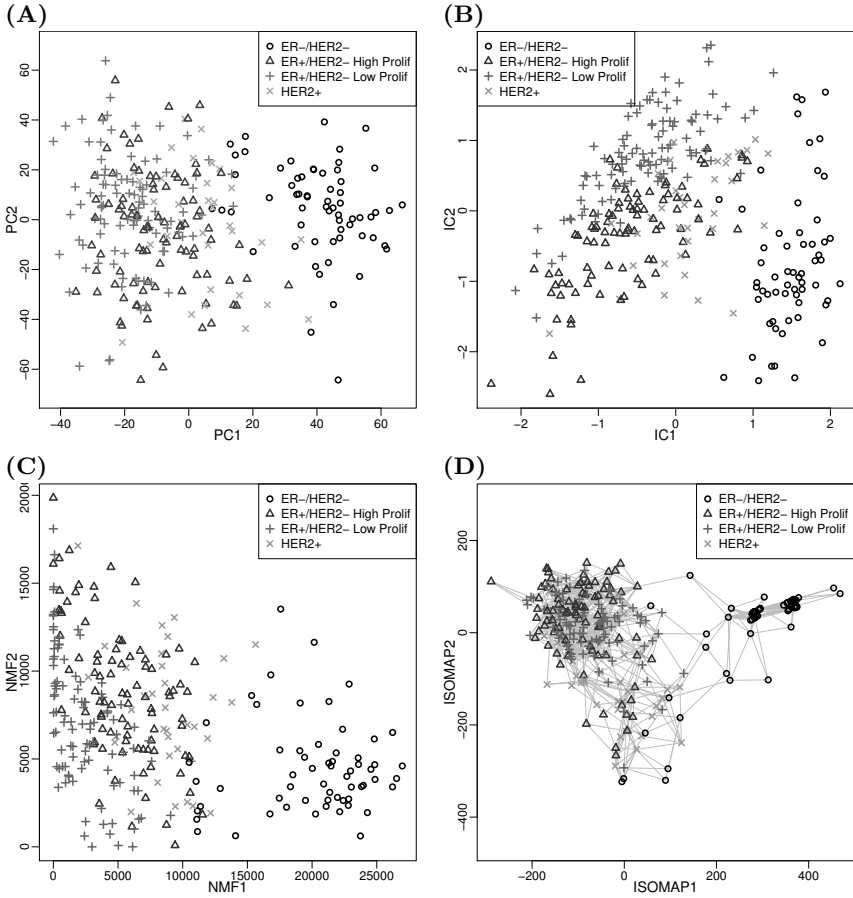 (A)
ER−/HER2−
ER+/HER2− High Prolif
ER+/HER2− Low Prolif
HER2+
60
40
20
0
−20
−40
−60
PC2
−40
−20
0
20
40
60
PC1
(B)
ER−/HER2−
ER+/HER2− High Prolif
ER+/HER2− Low Prolif
HER2+
2
1
0
−1
−2
IC2
−2
−1
0
1
2
IC1
(C)
ER−/HER2−
ER+/HER2− High Prolif
ER+/HER2− Low Prolif
HER2+
20000
15000
10000
5000
0
NMF2
0
5000
10000
15000
20000
25000
NMF1
(D)
ER−/HER2−
ER+/HER2− High Prolif
ER+/HER2− Low Prolif
HER2+
200
0
−200
−400
ISOMAP2
−200
0
200
400
ISOMAP1